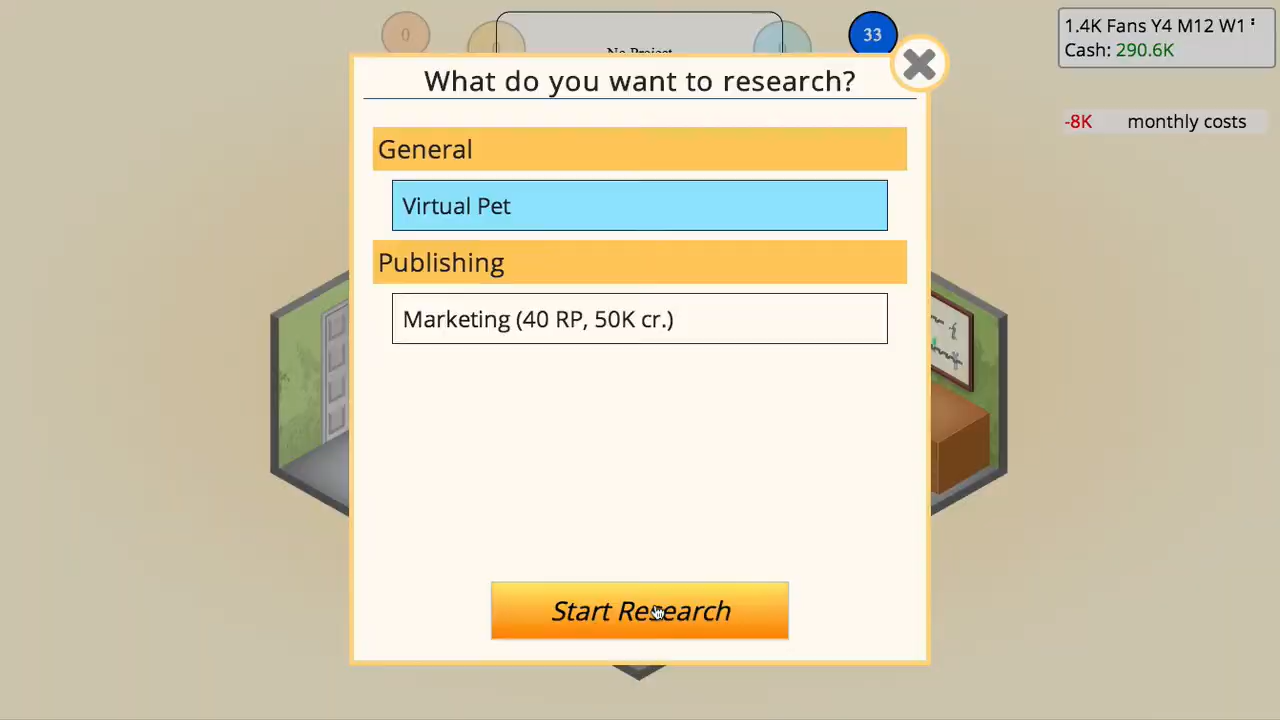 0
33
1.4K Fans Y4 M12 W1
Cash: 290.6K
-8K monthly costs
What do you want to research?
General
Virtual Pet
Publishing
Marketing (40 RP, 50K cr.)
Start Research